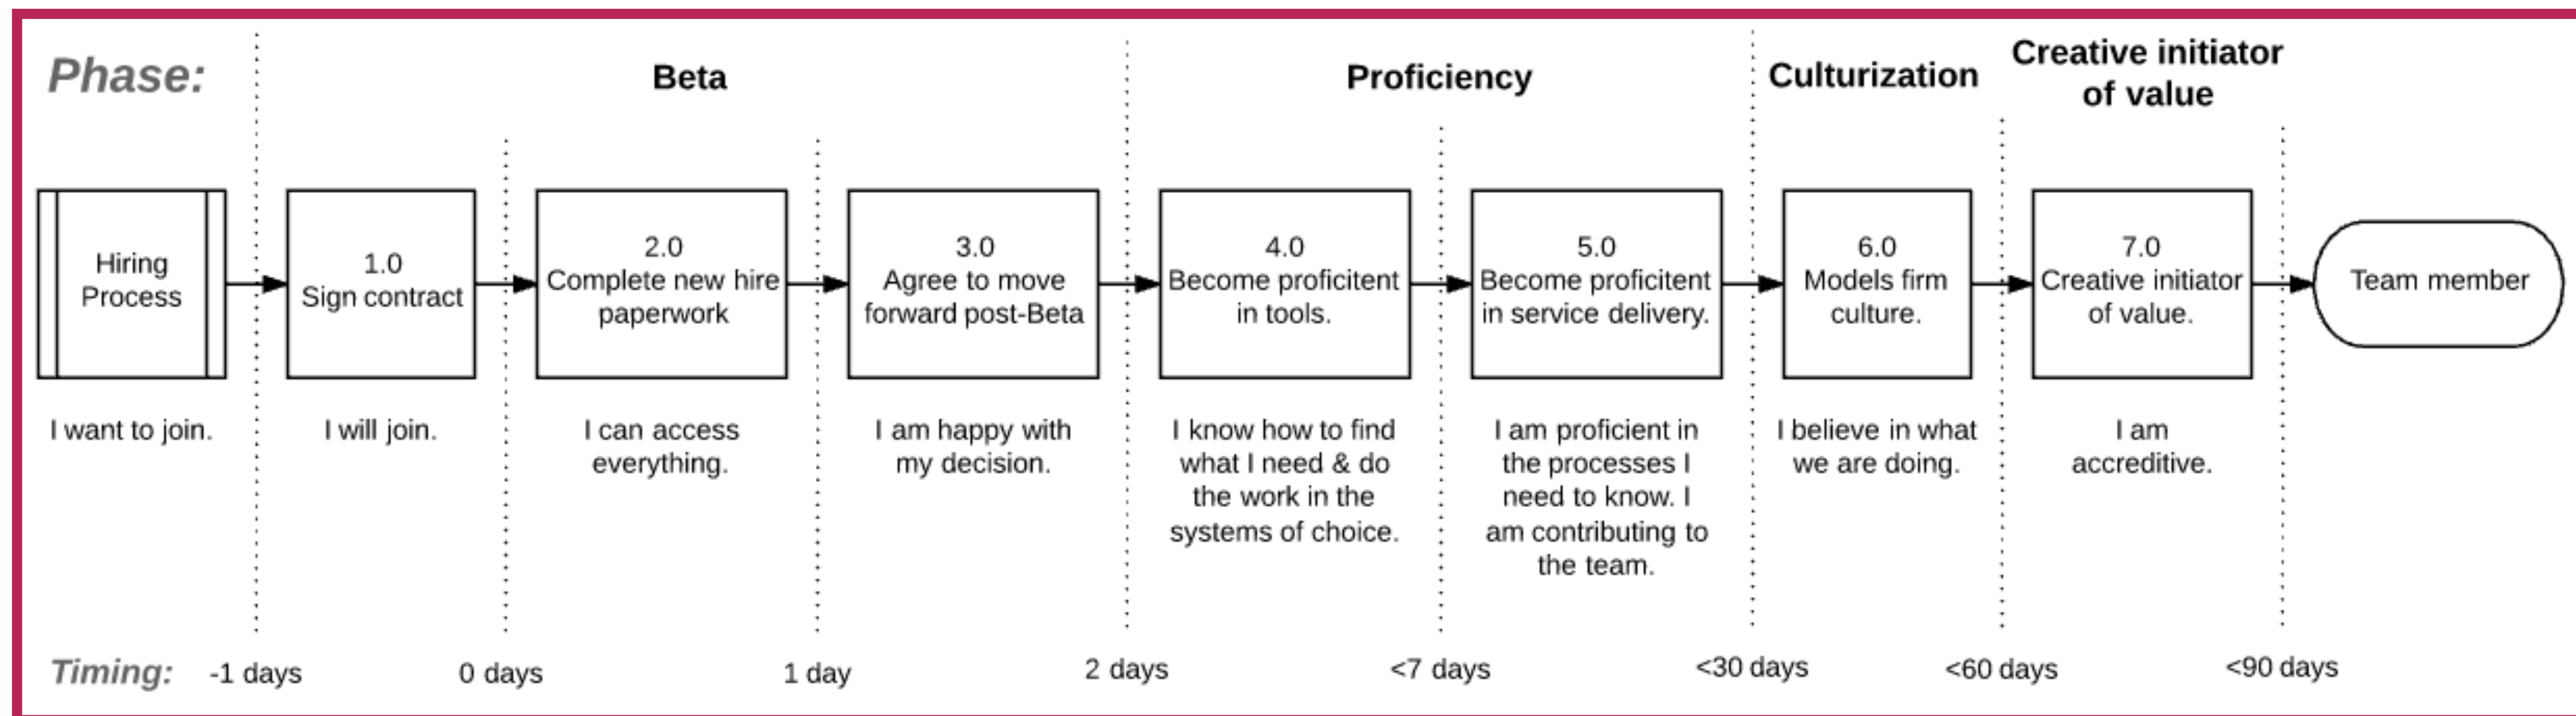 Phase:
Beta
Proficiency
Culturization
Creative initiator
of value
Hiring
Process
1.0
Sign contract
2.0
Complete new hire
paperwork
3.0
Agree to move
forward post-Beta
4.0
Become proficitent
in tools.
5.0
Become proficitent
in service delivery.
6.0
Models firm
culture.
7.0
Creative initiator
of value.
Team member
I want to join.
I will join.
I can access
everything.
I am happy with
my decision.
I know how to find
what I need & do
the work in the
systems of choice.
I am proficient in
the processes I
need to know. I
am contributing to
the team.
I believe in what
we are doing.
I am
accreditive.
Timing:
-1 days
0 days
1 day
2 days
<7 days
<30 days
<60 days
<90 days